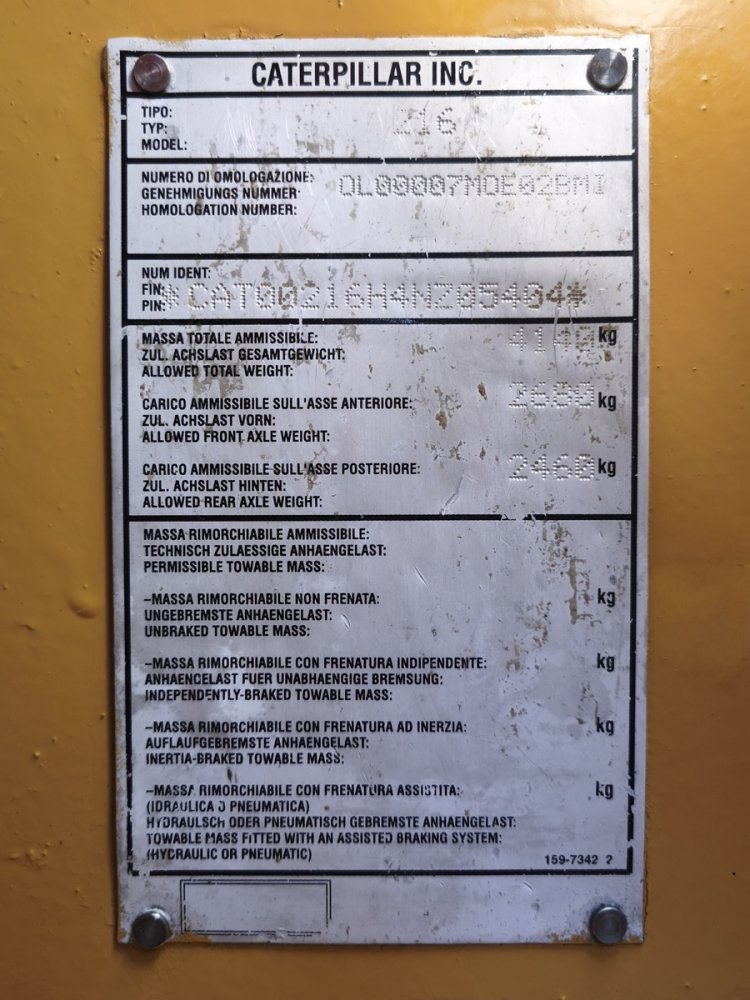 CATERPILLAR INC.
TIPO:
TYP: 216
MODEL:
NUMERO DI OMOLOGAZIONE:
GENEHMIGUNGS NUMMER OL00007MOE02BMI
HOMOLOGATION NUMBER:
NUM IDENT:
FIN:
PIN: *CAT00216H4NZ05404*
MASSA TOTALE AMMISSIBILE: 4140 kg
ZUL. ACHSLAST GESAMTGEWICHT:
ALLOWED TOTAL WEIGHT:
CARICO AMMISSIBILE SULL'ASSE ANTERIORE: 2680 kg
ZUL. ACHSLAST VORN:
ALLOWED FRONT AXLE WEIGHT:
CARICO AMMISSIBILE SULL'ASSE POSTERIORE: 2460 kg
ZUL. ACHSLAST HINTEN:
ALLOWED REAR AXLE WEIGHT:
MASSA RIMORCHIABILE AMMISSIBILE:
TECHNISCH ZULAESSIGE ANHAENGELAST:
PERMISSIBLE TOWABLE MASS:
-MASSA RIMORCHIABILE NON FRENATA: kg
UNGEBREMSTE ANHAENGELAST:
UNBRAKED TOWABLE MASS:
-MASSA RIMORCHIABILE CON FRENATURA INDIPENDENTE: kg
ANHAENGELAST FUER UNABHAENGIGE BREMSUNG:
INDEPENDENTLY-BRAKED TOWABLE MASS:
-MASSA RIMORCHIABILE CON FRENATURA AD INERZIA: kg
AUFLAUFGEBREMSTE ANHAENGELAST:
INERTIA-BRAKED TOWABLE MASS:
-MASSA RIMORCHIABILE CON FRENATURA ASSISTITA: kg
(IDRAULICA O PNEUMATICA)
HYDRAULSCH ODER PNEUMATISCH GEBREMSTE ANHAENGELAST:
TOWABLE MASS FITTED WITH AN ASSISTED BRAKING SYSTEM:
(HYDRAULIC OR PNEUMATIC)
159-7342 2